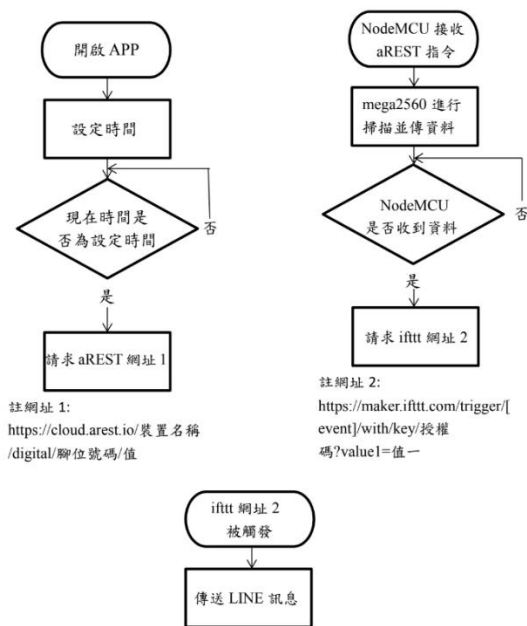 開啟 APP
設定時間
現在時間是
否為設定時間
否
是
請求 aREST 網址 1
註網址 1:
https://cloud.arest.io/裝置名稱
/digital/腳位號碼/值
NodeMCU 接收
aREST 指令
mega2560 進行
掃描並傳資料
NodeMCU
是否收到資料
否
是
請求 ifttt 網址 2
註網址 2:
https://maker.ifttt.com/trigger/[
event]/with/key/授權
碼?value1=值一
ifttt 網址 2
被觸發
傳送 LINE 訊息